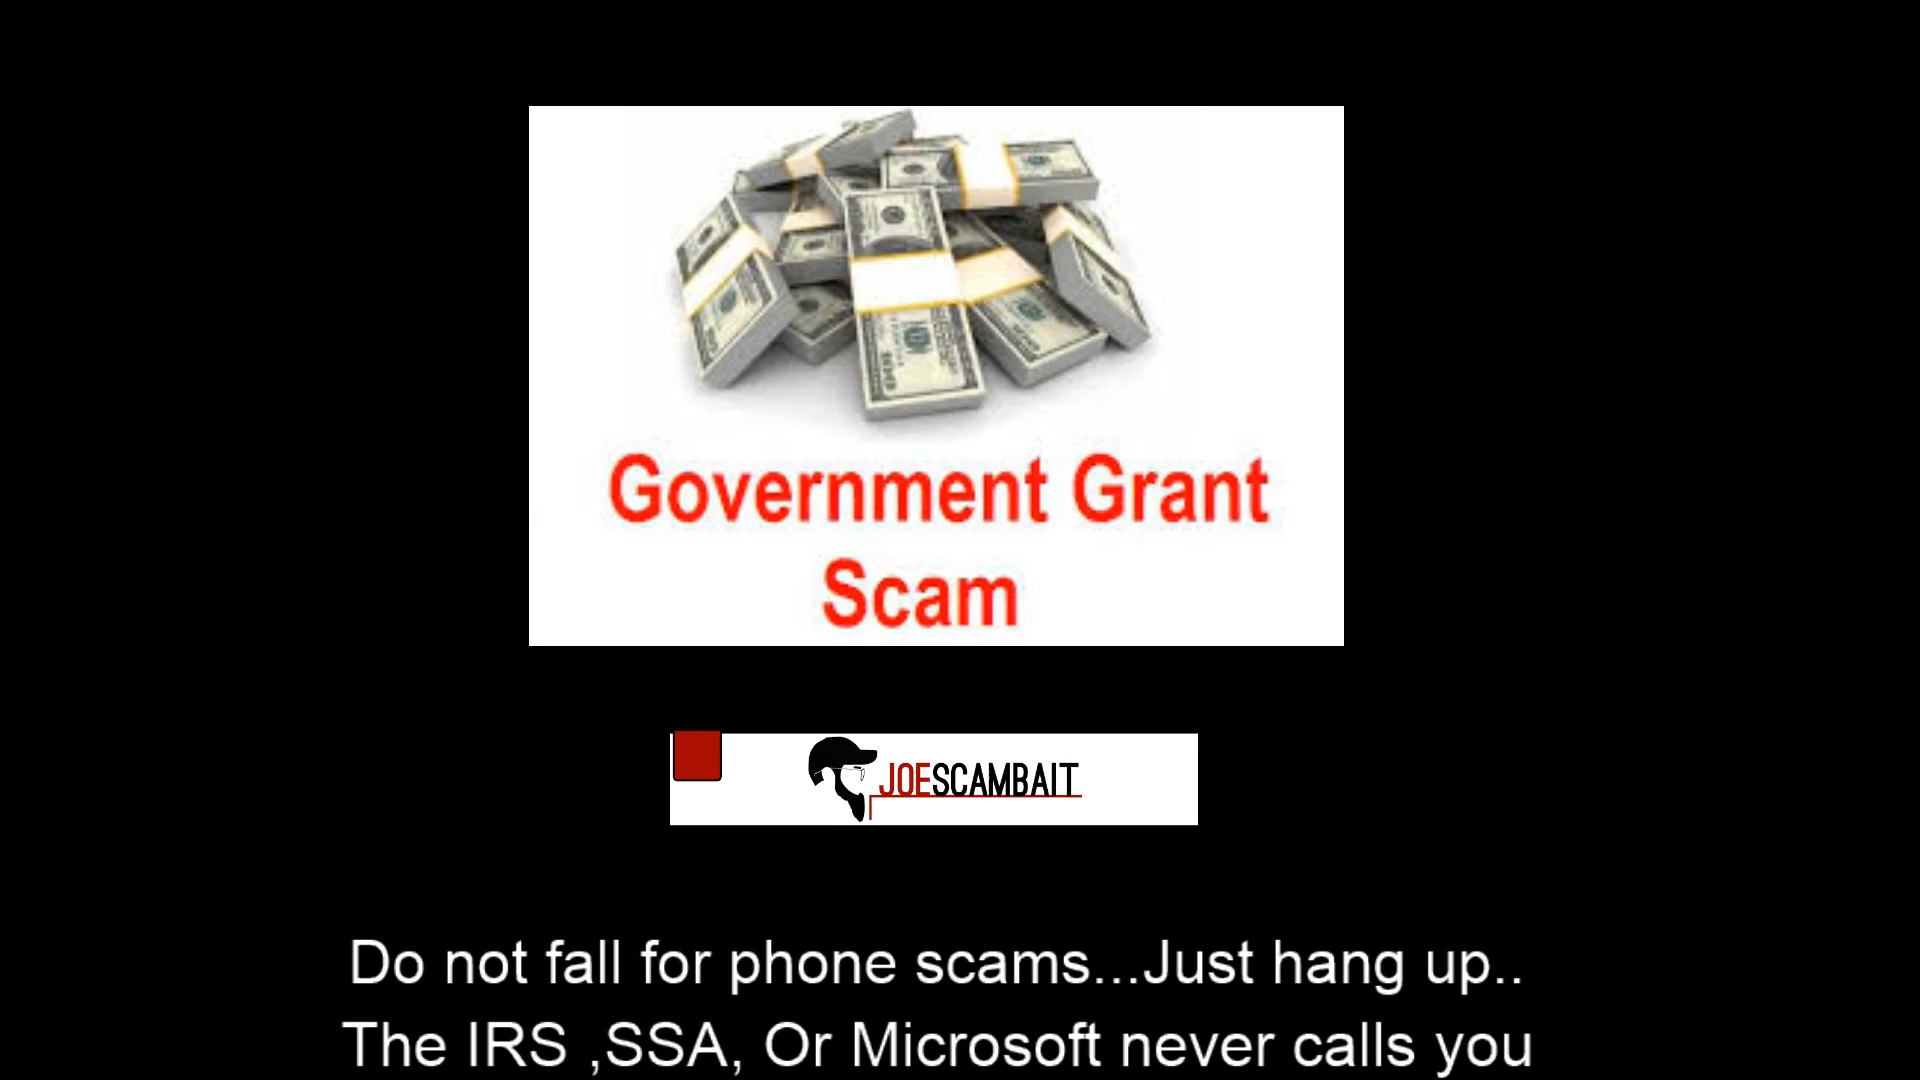 Government Grant
Scam
JOESCAMBAIT
Do not fall for phone scams...Just hang up..
The IRS ,SSA, Or Microsoft never calls you